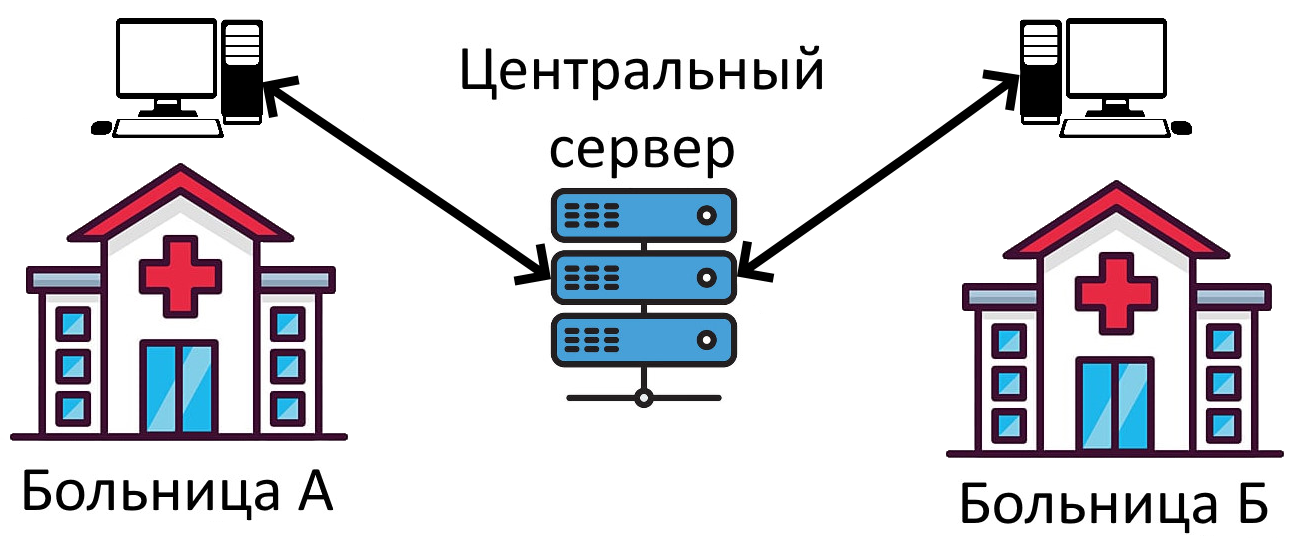 Центральный
сервер
Больница А
Больница Б